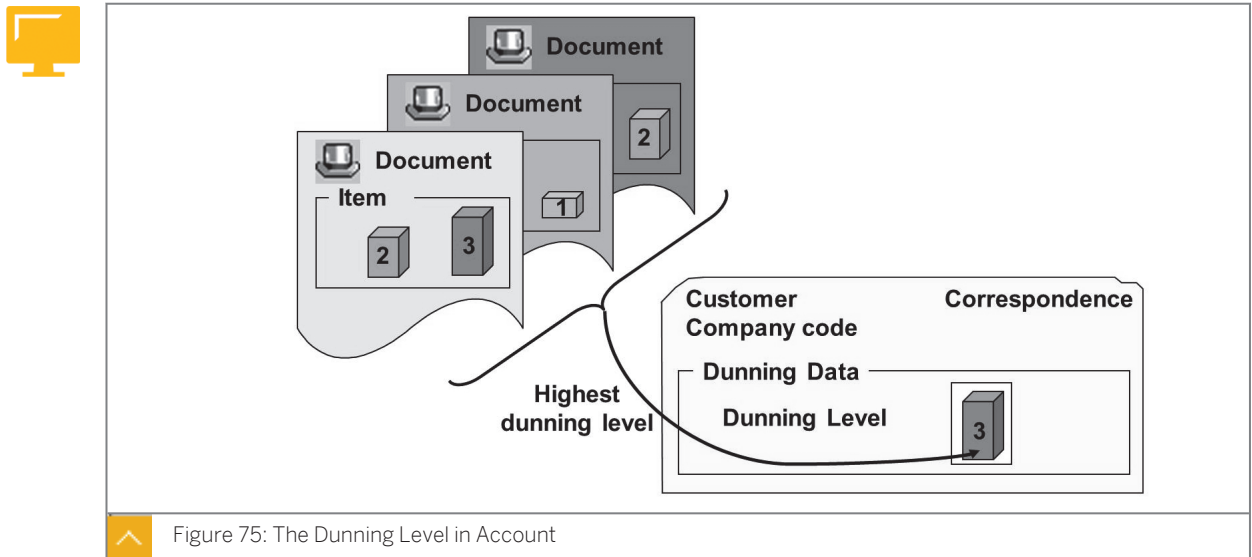 Document
2
Document
1
Document
Item
2
3
Highest
dunning level
Customer Correspondence
Company code
Dunning Data
Dunning Level
3
Figure 75: The Dunning Level in Account